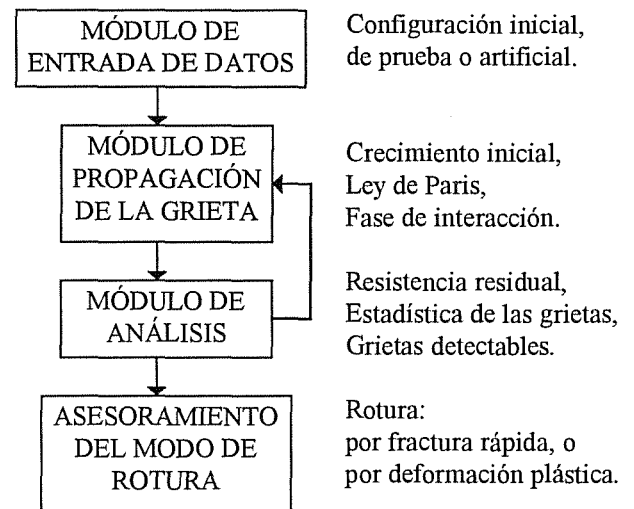 MÓDULO DE
ENTRADA DE DATOS
Configuración inicial,
de prueba o artificial.
MÓDULO DE
PROPAGACIÓN
DE LA GRIETA
Crecimiento inicial,
Ley de Paris,
Fase de interacción.
MÓDULO DE
ANÁLISIS
Resistencia residual,
Estadística de las grietas,
Grietas detectables.
ASESORAMIENTO
DEL MODO DE
ROTURA
Rotura:
por fractura rápida, o
por deformación plástica.